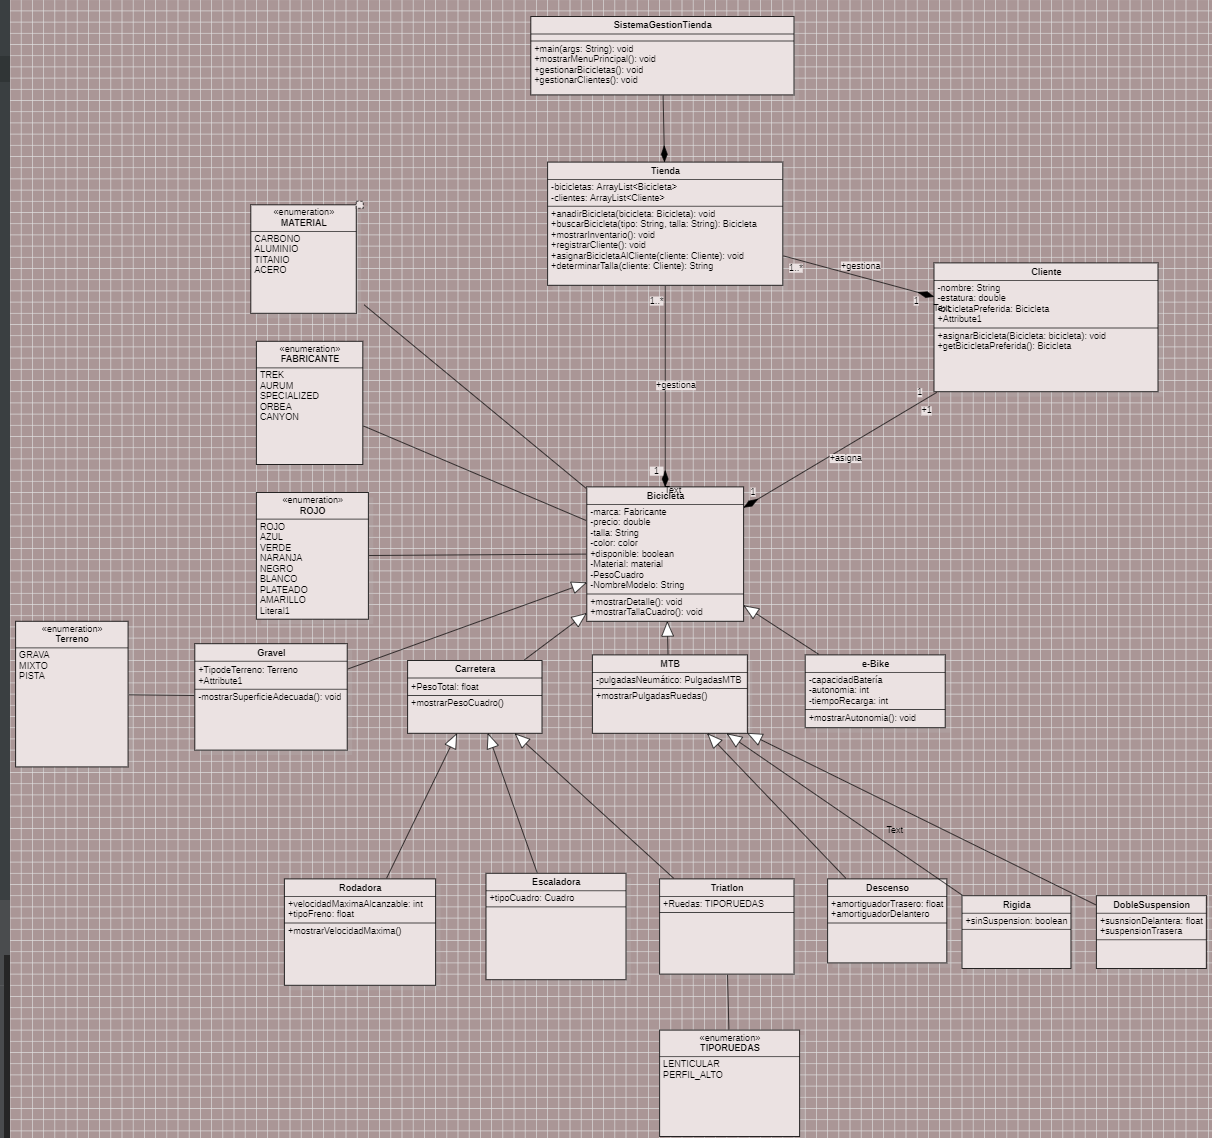 SistemaGestionTienda
+main(args: String): void
+mostrarMenuPrincipal(): void
+gestionarBicicletas(): void
+gestionarClientes(): void
Tienda
-bicicletas: ArrayList<Bicicleta>
-clientes: ArrayList<Cliente>
+anadirBicicleta(bicicleta: Bicicleta): void
+buscarBicicleta(tipo: String, talla: String): Bicicleta
+mostrarInventario(): void
+registrarCliente(): void
+asignarBicicletaAlCliente(cliente: Cliente): void
+determinarTalla(cliente: Cliente): String
«enumeration»
MATERIAL
CARBONO
ALUMINIO
TITANIO
ACERO
1..*
+gestiona
1
Cliente
-nombre: String
-estatura: double
-bicicletaPreferida: Bicicleta
Text
+Attribute1
+asignarBicicleta(Bicicleta: bicicleta): void
+getBicicletaPreferida(): Bicicleta
1..*
+gestiona
1
1
+1
+asigna
1
«enumeration»
FABRICANTE
TREK
AURUM
SPECIALIZED
ORBEA
CANYON
«enumeration»
ROJO
ROJO
AZUL
VERDE
NARANJA
NEGRO
BLANCO
PLATEADO
AMARILLO
Literal1
Text
Bicicleta
-marca: Fabricante
-precio: double
-talla: String
-color: color
+disponible: boolean
-Material: material
-PesoCuadro
-NombreModelo: String
+mostrarDetalle(): void
+mostrarTallaCuadro(): void
«enumeration»
Terreno
GRAVA
MIXTO
PISTA
Gravel
+TipodeTerreno: Terreno
+Attribute1
-mostrarSuperficieAdecuada(): void
Carretera
+PesoTotal: float
+mostrarPesoCuadro()
MTB
-pulgadasNeumático: PulgadasMTB
+mostrarPulgadasRuedas()
e-Bike
-capacidadBatería
-autonomia: int
-tiempoRecarga: int
+mostrarAutonomia(): void
Text
Rodadora
+velocidadMaximaAlcanzable: int
+tipoFreno: float
+mostrarVelocidadMaxima()
Escaladora
+tipoCuadro: Cuadro
Triatlon
+Ruedas: TIPORUEDAS
Descenso
+amortiguadorTrasero: float
+amortiguadorDelantero
Rigida
+sinSuspension: boolean
DobleSuspension
+susnsionDelantera: float
+suspensionTrasera
«enumeration»
TIPORUEDAS
LENTICULAR
PERFIL_ALTO